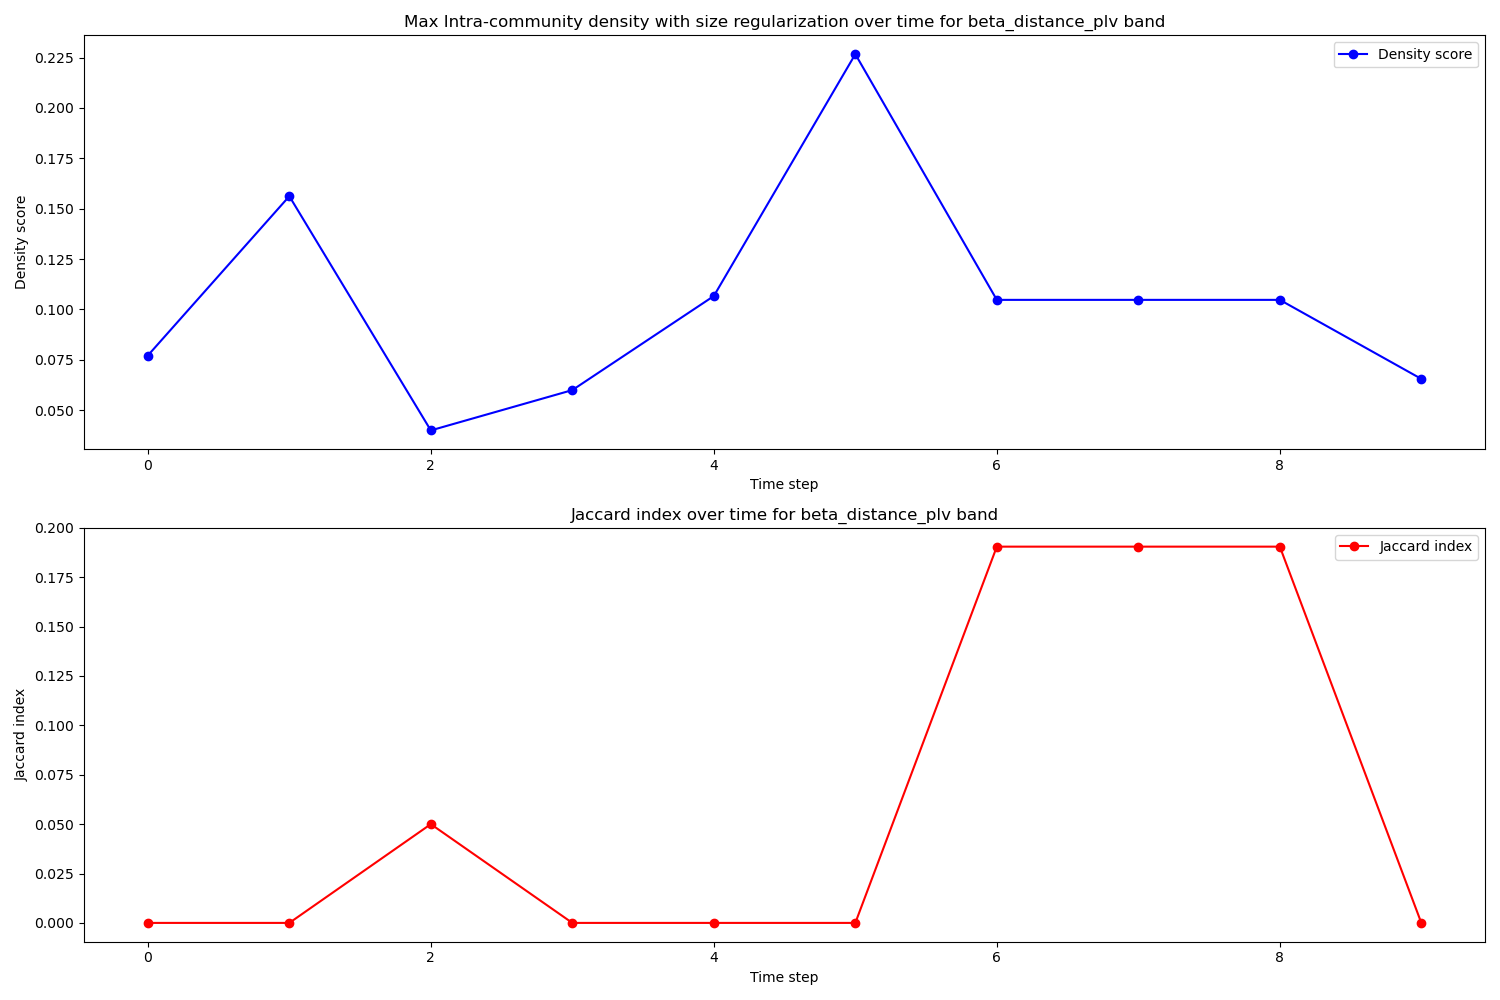 Max Intra-community density with size regularization over time for beta_distance_plv band
Density score
0.225
0.200
0.175
0.150
0.125
0.100
0.075
0.050
Density score
0 2 4 6 8
Time step
Jaccard index over time for beta_distance_plv band
Jaccard index
0.200
0.175
0.150
0.125
0.100
0.075
0.050
0.025
0.000
Jaccard index
0 2 4 6 8
Time step